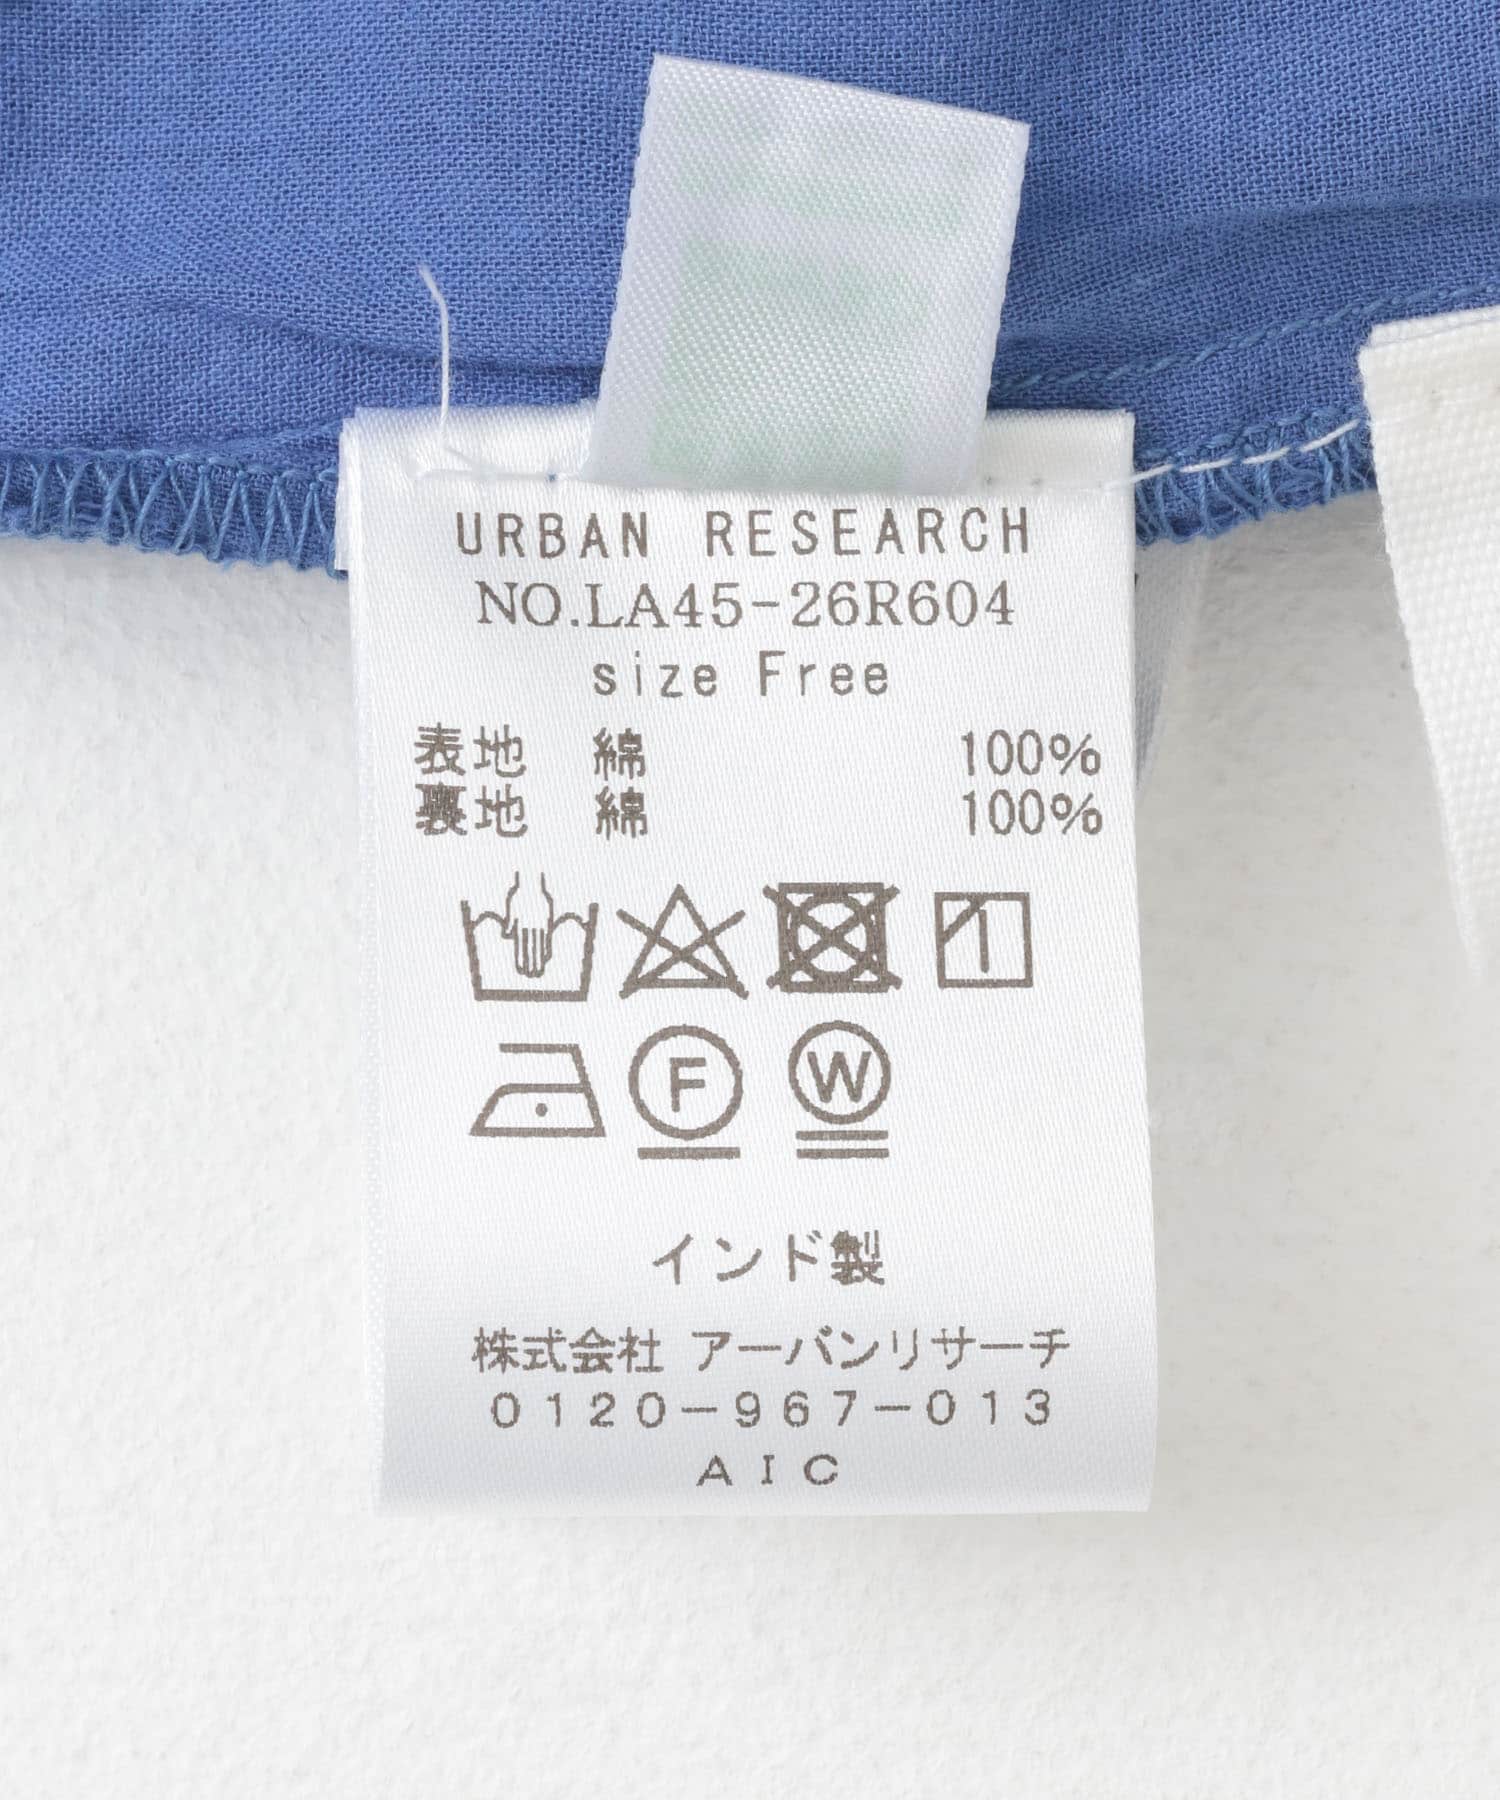 URBAN RESEARCH
NO.LA45-26R604
size Free
表地 綿 100%
裏地 綿 100%
F W
インド製
株式会社 アーバンリサーチ
0120-967-013
AIC